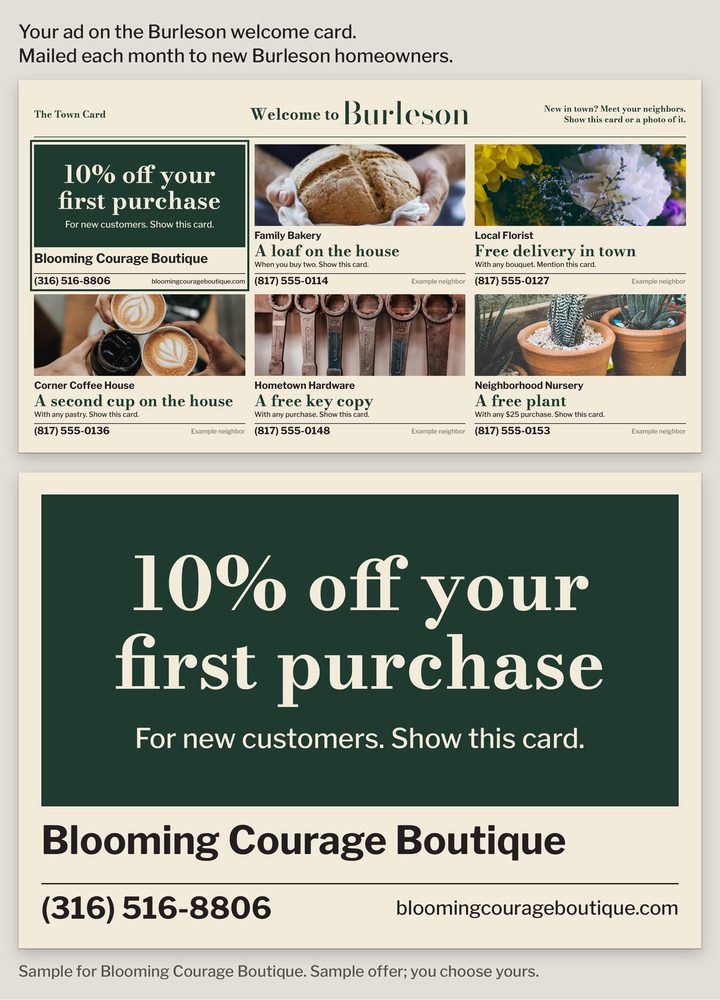 Your ad on the Burleson welcome card.
Mailed each month to new Burleson homeowners.
The Town Card
Welcome to Burleson
New in town? Meet your neighbors.
Show this card or a photo of it.
10% off your
first purchase
For new customers. Show this card.
Blooming Courage Boutique
(316) 516-8806
bloomingcourageboutique.com
Family Bakery
A loaf on the house
When you buy two. Show this card.
(817) 555-0114
Example neighbor
Local Florist
Free delivery in town
With any bouquet. Mention this card.
(817) 555-0127
Example neighbor
Corner Coffee House
A second cup on the house
With any pastry. Show this card.
(817) 555-0136
Example neighbor
Hometown Hardware
A free key copy
With any purchase. Show this card.
(817) 555-0148
Example neighbor
Neighborhood Nursery
A free plant
With any $25 purchase. Show this card.
(817) 555-0153
Example neighbor
10% off your
first purchase
For new customers. Show this card.
Blooming Courage Boutique
(316) 516-8806
bloomingcourageboutique.com
Sample for Blooming Courage Boutique. Sample offer; you choose yours.